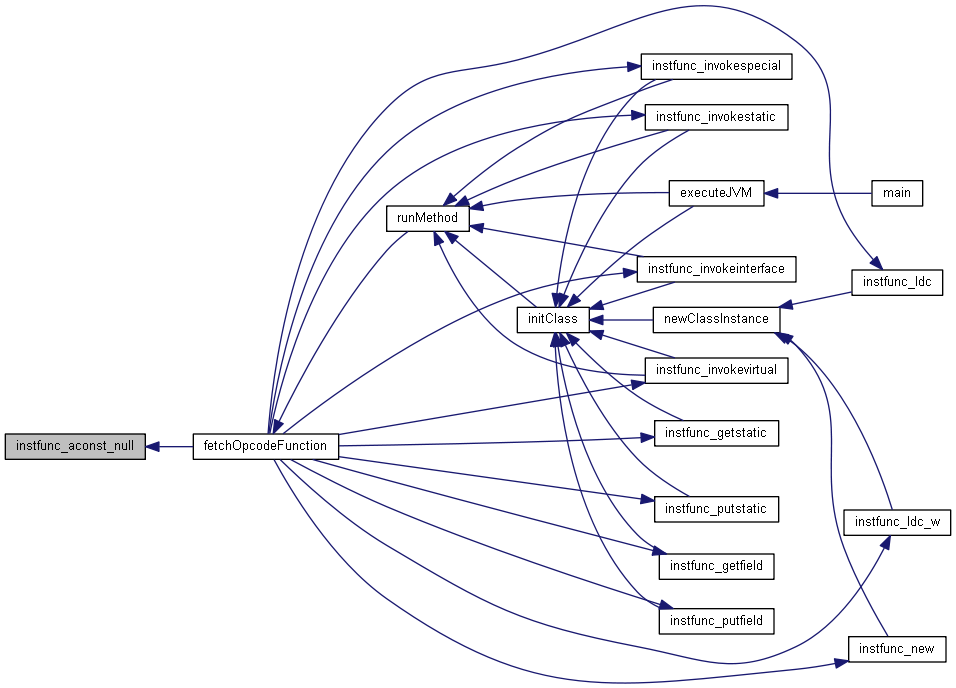 instfunc_invokespecial
instfunc_invokestatic
executeJVM
main
runMethod
instfunc_invokeinterface
instfunc_ldc
initClass
newClassInstance
instfunc_invokevirtual
instfunc_getstatic
instfunc_aconst_null
fetchOpcodeFunction
instfunc_putstatic
instfunc_ldc_w
instfunc_getfield
instfunc_putfield
instfunc_new